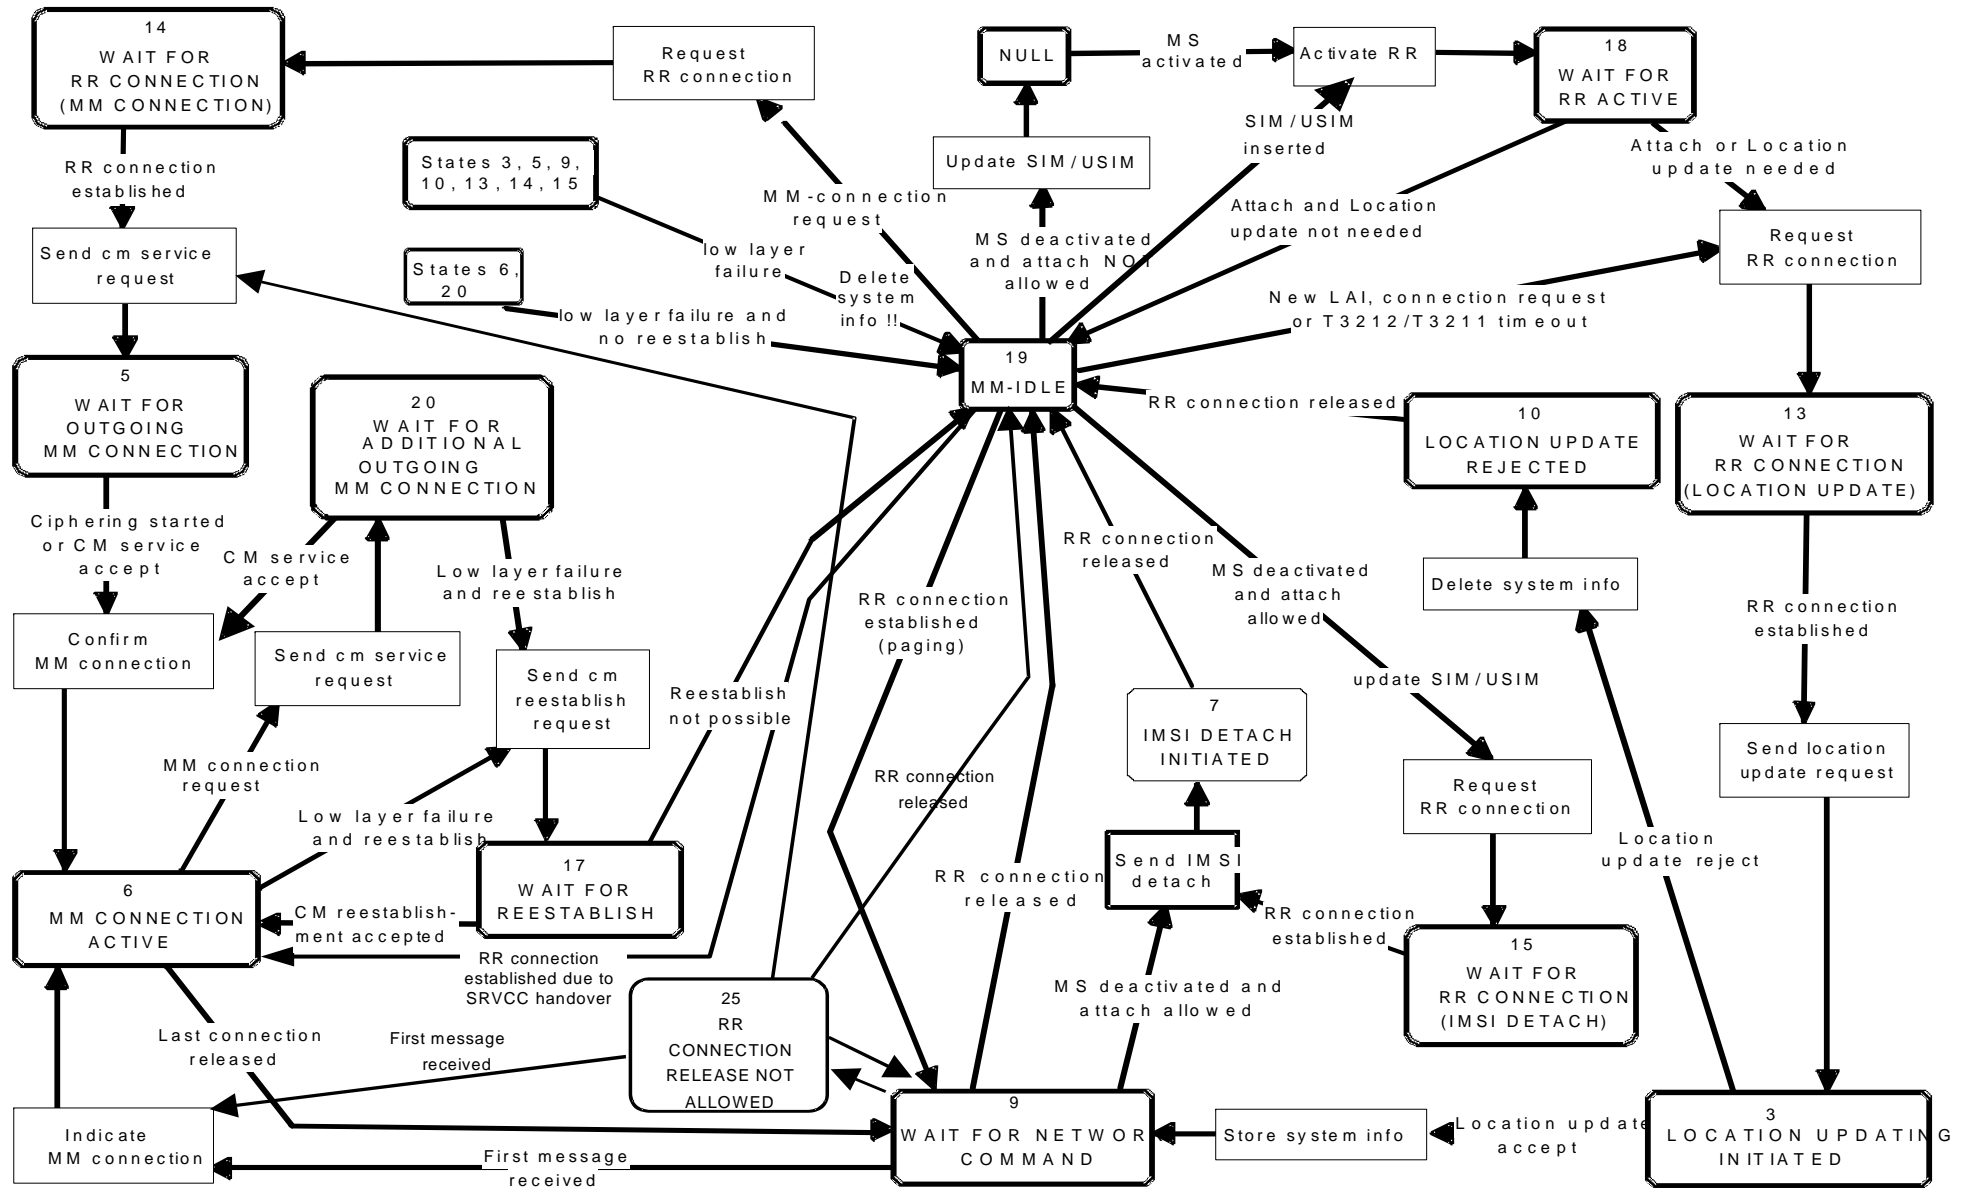 14
WAIT FOR
RR CONNECTION
(MM CONNECTION)
Request
RR connection
NULL
MS
activated
Activate RR
18
WAIT FOR
RR ACTIVE
RR connection
established
States 3, 5, 9,
10, 13, 14, 15
Update SIM/USIM
SIM/USIM
inserted
Attach or Location
update needed
MM-connection
request
Attach and Location
update not needed
Send cm service
request
low layer
failure
MS deactivated
and attach NOT
allowed
Request
RR connection
States 6,
20
Delete
system
info !!
low layer failure and
no reestablish
New LAI, connection request
or T3212/T3211 timeout
19
MM-IDLE
5
WAIT FOR
OUTGOING
MM CONNECTION
20
WAIT FOR
ADDITIONAL
OUTGOING
MM CONNECTION
RR connection released
10
LOCATION UPDATE
REJECTED
13
WAIT FOR
RR CONNECTION
(LOCATION UPDATE)
Ciphering started
or CM service
accept
CM service
accept
Low layer failure
and reestablish
RR connection
released
MS deactivated
and attach
allowed
Delete system info
RR connection
established
(paging)
RR connection
established
Confirm
MM connection
Send cm service
request
Send cm
reestablish
request
Reestablish
not possible
update SIM/USIM
7
IMSI DETACH
INITIATED
MM connection
request
RR connection
released
Request
RR connection
Send location
update request
Low layer failure
and reestablish
17
WAIT FOR
REESTABLISH
Send IMSI
detach
Location
update reject
6
MM CONNECTION
ACTIVE
CM reestablish-
ment accepted
RR connection
released
RR connection
established
15
WAIT FOR
RR CONNECTION
(IMSI DETACH)
RR connection
established due to
SRVCC handover
25
RR
CONNECTION
RELEASE NOT
ALLOWED
MS deactivated and
attach allowed
Last connection
released
First message
received
9
WAIT FOR NETWOR
COMMAND
Indicate
MM connection
First message
received
Store system info
Location update
accept
3
LOCATION UPDATING
INITIATED